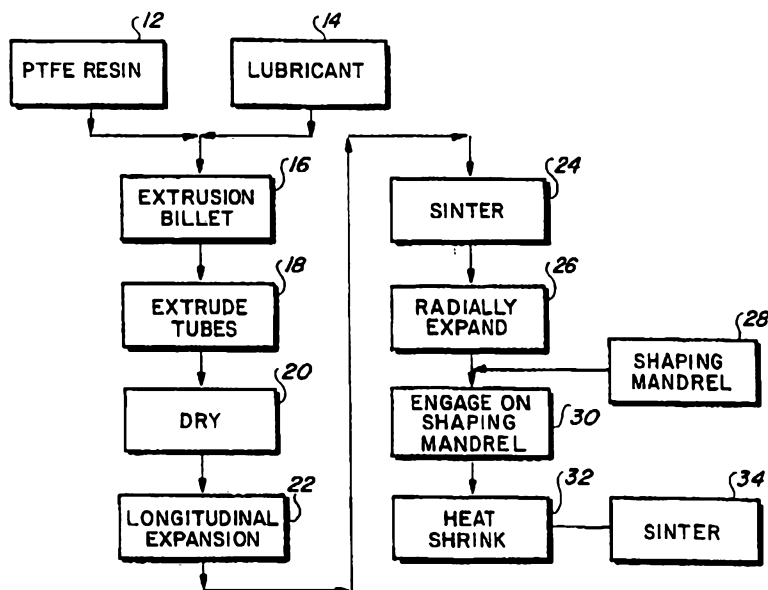 12
PTFE RESIN
14
LUBRICANT
16
EXTRUSION
BILLET
18
EXTRUDE
TUBES
20
DRY
22
LONGITUDINAL
EXPANSION
24
SINTER
26
RADIALLY
EXPAND
28
SHAPING
MANDREL
30
ENGAGE ON
SHAPING
MANDREL
32
HEAT
SHRINK
34
SINTER